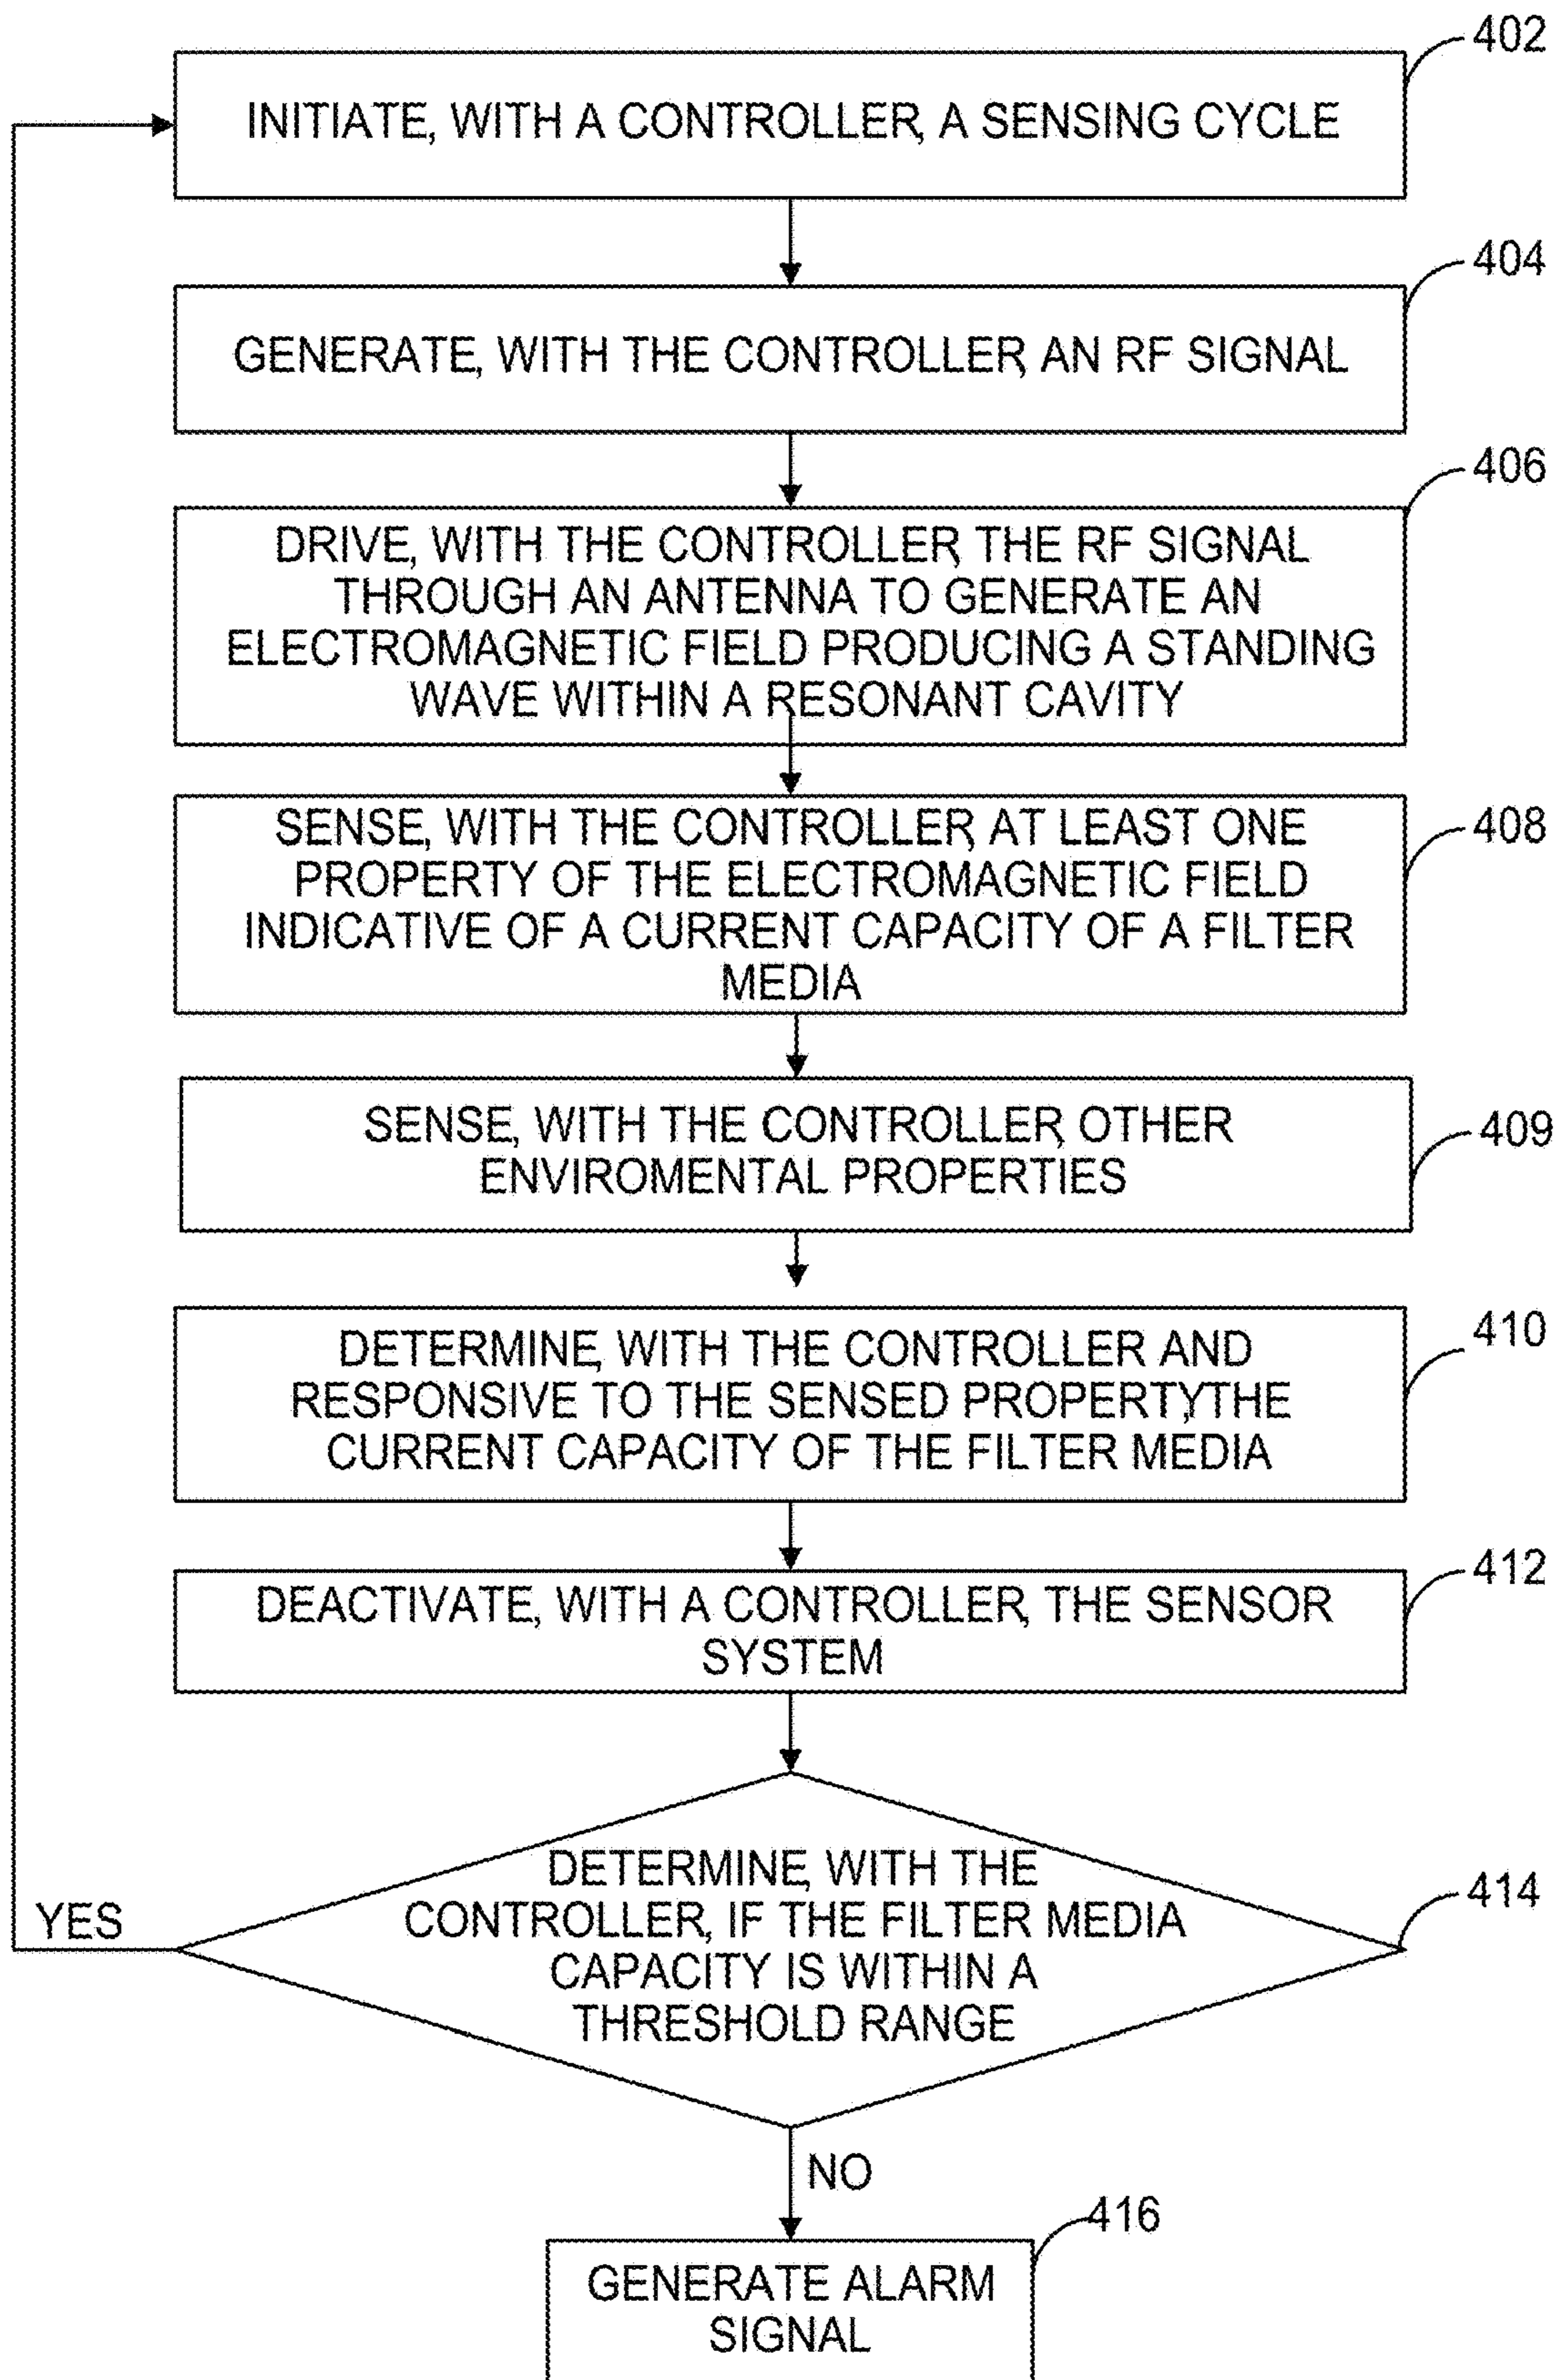 402
INITIATE, WITH A CONTROLLER, A SENSING CYCLE
404
GENERATE, WITH THE CONTROLLER, AN RF SIGNAL
406
DRIVE, WITH THE CONTROLLER, THE RF SIGNAL
THROUGH AN ANTENNA TO GENERATE AN
ELECTROMAGNETIC FIELD PRODUCING A STANDING
WAVE WITHIN A RESONANT CAVITY
408
SENSE, WITH THE CONTROLLER, AT LEAST ONE
PROPERTY OF THE ELECTROMAGNETIC FIELD
INDICATIVE OF A CURRENT CAPACITY OF A FILTER
MEDIA
409
SENSE, WITH THE CONTROLLER, OTHER
ENVIROMENTAL PROPERTIES
410
DETERMINE, WITH THE CONTROLLER AND
RESPONSIVE TO THE SENSED PROPERTY, THE
CURRENT CAPACITY OF THE FILTER MEDIA
412
DEACTIVATE, WITH A CONTROLLER, THE SENSOR
SYSTEM
414
DETERMINE, WITH THE
CONTROLLER, IF THE FILTER MEDIA
CAPACITY IS WITHIN A
THRESHOLD RANGE
YES
NO
416
GENERATE ALARM
SIGNAL